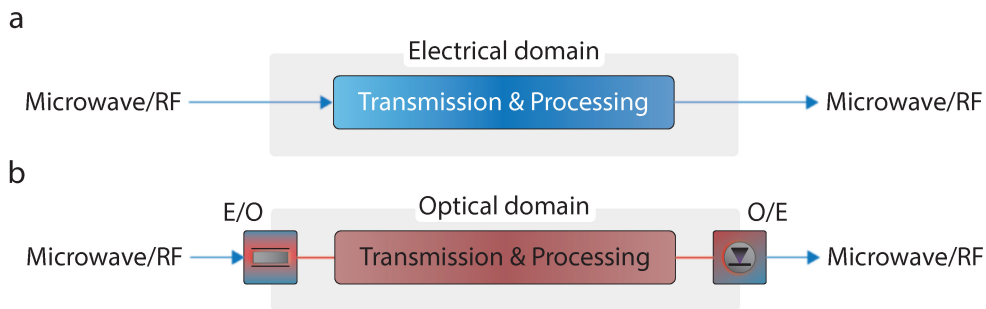 a
Electrical domain
Microwave/RF Transmission & Processing Microwave/RF
b
Optical domain
E/O O/E
Microwave/RF Transmission & Processing Microwave/RF